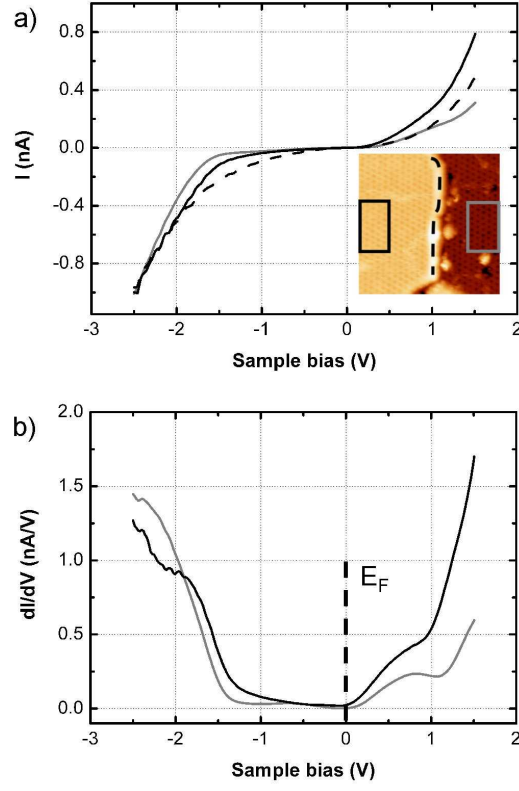 a)
I (nA)
0.8
0.4
0.0
-0.4
-0.8
-3 -2 -1 0 1 2
Sample bias (V)
b)
dI/dV (nA/V)
2.0
1.5
1.0
0.5
0.0
E_F
-3 -2 -1 0 1 2
Sample bias (V)